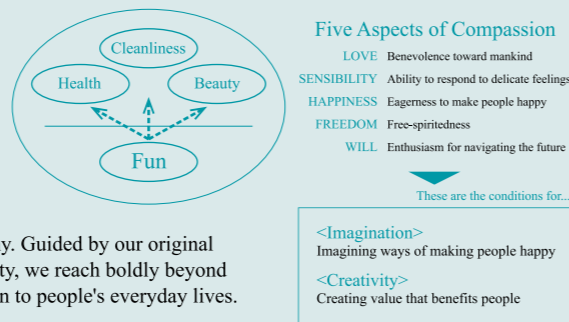 Cleanliness
Health
Beauty
Fun
y. Guided by our original
ty, we reach boldly beyond
n to people's everyday lives.
Five Aspects of Compassion
LOVE Benevolence toward mankind
SENSIBILITY Ability to respond to delicate feelings
HAPPINESS Eagerness to make people happy
FREEDOM Free-spiritedness
WILL Enthusiasm for navigating the future
These are the conditions for...
<Imagination>
Imagining ways of making people happy
<Creativity>
Creating value that benefits people